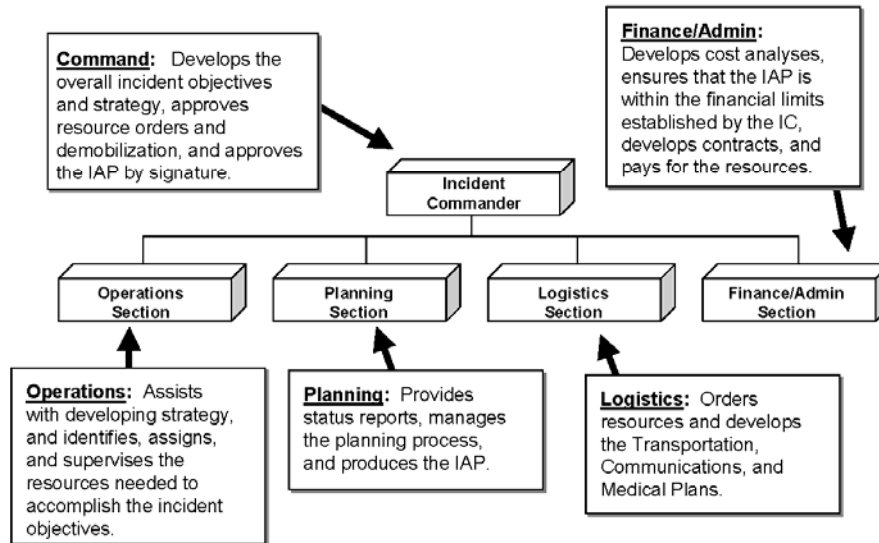 Command: Develops the
overall incident objectives
and strategy, approves
resource orders and
demobilization, and approves
the IAP by signature.
Finance/Admin:
Develops cost analyses,
ensures that the IAP is
within the financial limits
established by the IC,
develops contracts, and
pays for the resources.
Incident
Commander
Operations
Section
Planning
Section
Logistics
Section
Finance/Admin
Section
Operations: Assists
with developing strategy,
and identifies, assigns,
and supervises the
resources needed to
accomplish the incident
objectives.
Planning: Provides
status reports, manages
the planning process,
and produces the IAP.
Logistics: Orders
resources and develops
the Transportation,
Communications, and
Medical Plans.